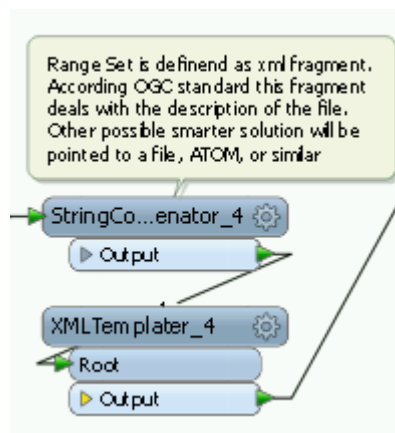 Range Set is definend as xml fragment.
According OGC standard this fragment
deals with the description of the file.
Other possible smarter solution will be
pointed to a file, ATOM, or similar
StringCo...enator_4
Output
XMLTemplater_4
Root
Output